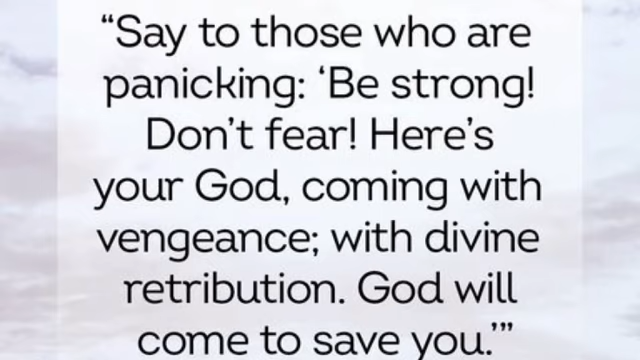 “Say to those who are
panicking: ‘Be strong!
Don’t fear! Here’s
your God, coming with
vengeance; with divine
retribution. God will
come to save you.’”